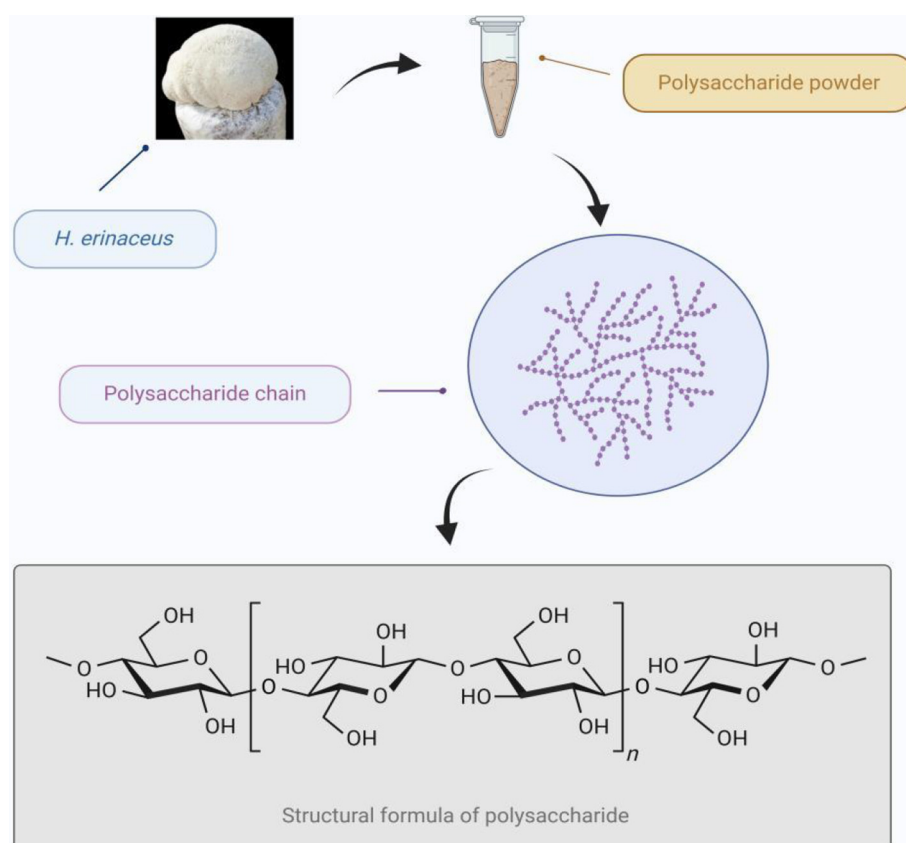 Polysaccharide powder
H. erinaceus
Polysaccharide chain
OH
OH
OH
OH
O
O
HO
O
O
HO
O
O
HO
O
HO
O
O
OH
OH
OH
OH
n
Structural formula of polysaccharide